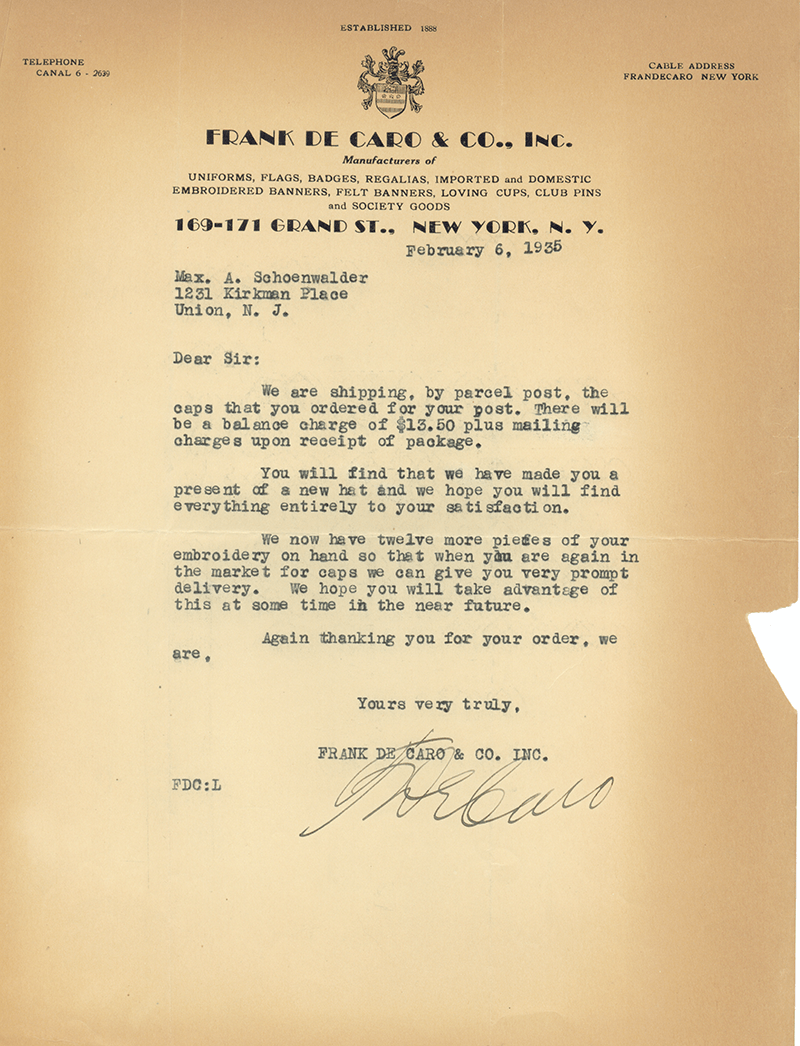 ESTABLISHED 1888
TELEPHONE
CANAL 6 - 2639
CABLE ADDRESS
FRANDECARO NEW YORK
FRANK DE CARO & CO., INC.
Manufacturers of
UNIFORMS, FLAGS, BADGES, REGALIAS, IMPORTED and DOMESTIC
EMBROIDERED BANNERS, FELT BANNERS, LOVING CUPS, CLUB PINS
and SOCIETY GOODS
169-171 GRAND ST., NEW YORK, N. Y.
February 6, 1935
Max. A. Schoenwalder
1231 Kirkman Place
Union, N. J.
Dear Sir:
We are shipping, by parcel post, the
caps that you ordered for your post. There will
be a balance charge of $13.50 plus mailing
charges upon receipt of package.
You will find that we have made you a
present of a new hat and we hope you will find
everything entirely to your satisfaction.
We now have twelve more pieces of your
embroidery on hand so that when you are again in
the market for caps we can give you very prompt
delivery. We hope you will take advantage of
this at some time in the near future.
Again thanking you for your order, we
are,
Yours very truly,
FRANK DE CARO & CO. INC.
FDC:L
F De Caro